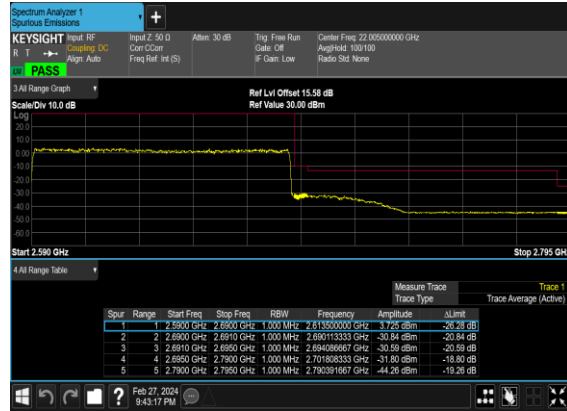 Spectrum Analyzer 1
Spurious Emissions
+
KEYSIGHT Input: RF Input Z: 50 Ω Atten: 30 dB Trig: Free Run Center Freq: 22.005000000 GHz
R T Coupling: DC Corr CCorr Gate: Off Avg|Hold: 100/100
Align: Auto Freq Ref: Int (S) IF Gain: Low Radio Std: None
PASS
3 All Range Graph
Ref Lvl Offset 15.58 dB
Scale/Div 10.0 dB Ref Value 30.00 dBm
Log
20.0
10.0
0.00
-10.0
-20.0
-30.0
-40.0
-50.0
-60.0
Start 2.590 GHz Stop 2.795 GH
4 All Range Table
Measure Trace Trace 1
Trace Type Trace Average (Active)
Spur Range Start Freq Stop Freq RBW Frequency Amplitude ΔLimit
1 1 2.5900 GHz 2.6900 GHz 1.000 MHz 2.613500000 GHz 3.725 dBm -26.28 dB
2 2 2.6900 GHz 2.6910 GHz 1.000 MHz 2.690113333 GHz -30.84 dBm -20.84 dB
3 3 2.6910 GHz 2.6950 GHz 1.000 MHz 2.694086667 GHz -30.59 dBm -20.59 dB
4 4 2.6950 GHz 2.7900 GHz 1.000 MHz 2.701808333 GHz -31.80 dBm -18.80 dB
5 5 2.7900 GHz 2.7950 GHz 1.000 MHz 2.790391667 GHz -44.26 dBm -19.26 dB
? Feb 27, 2024
9:43:17 PM